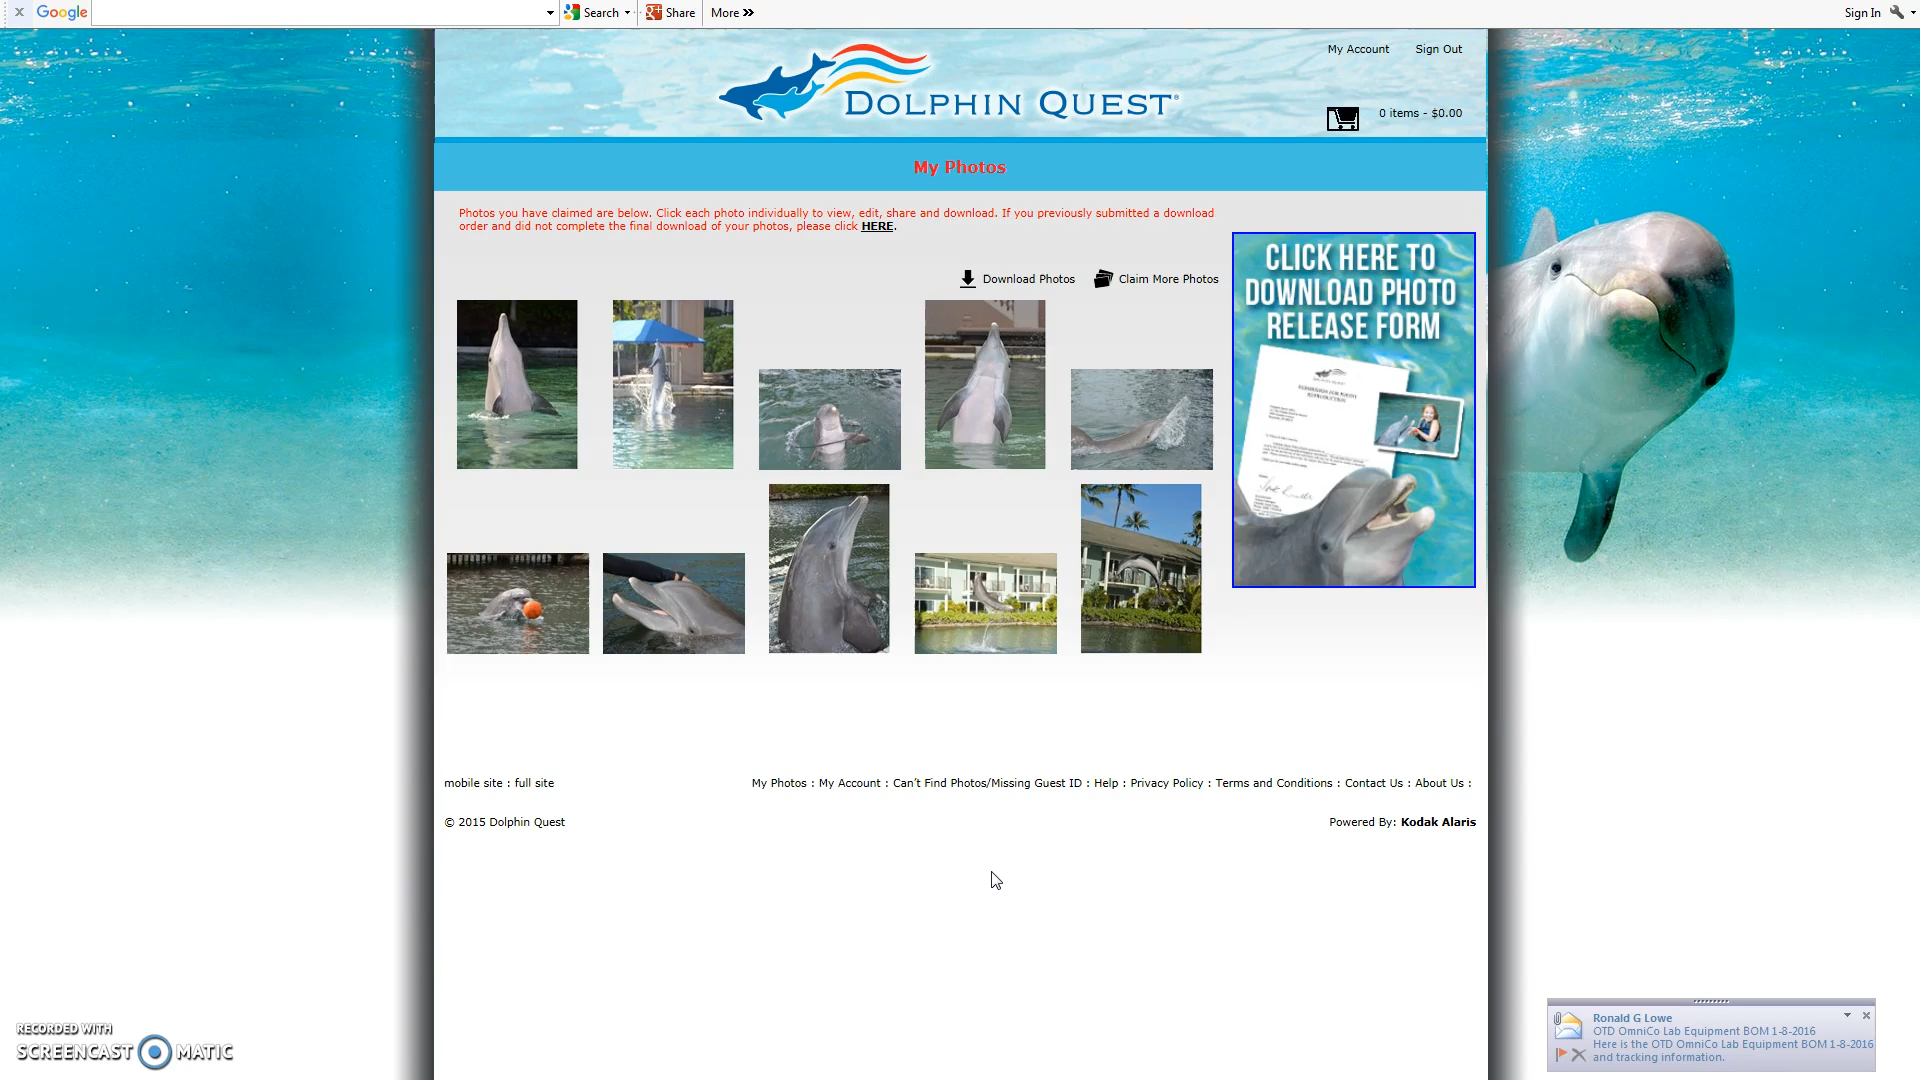 Google
Search
Share
More
Sign In
My Account
Sign Out
DOLPHIN QUEST®
0 items - $0.00
My Photos
Photos you have claimed are below. Click each photo individually to view, edit, share and download. If you previously submitted a download
order and did not complete the final download of your photos, please click HERE.
Download Photos
Claim More Photos
CLICK HERE TO
DOWNLOAD PHOTO
RELEASE FORM
mobile site : full site
My Photos : My Account : Can't Find Photos/Missing Guest ID : Help : Privacy Policy : Terms and Conditions : Contact Us : About Us :
© 2015 Dolphin Quest
Powered By: Kodak Alaris
RECORDED WITH
SCREENCAST MATIC
Ronald G Lowe
OTD OmniCo Lab Equipment BOM 1-8-2016
Here is the OTD OmniCo Lab Equipment BOM 1-8-2016
and tracking information.